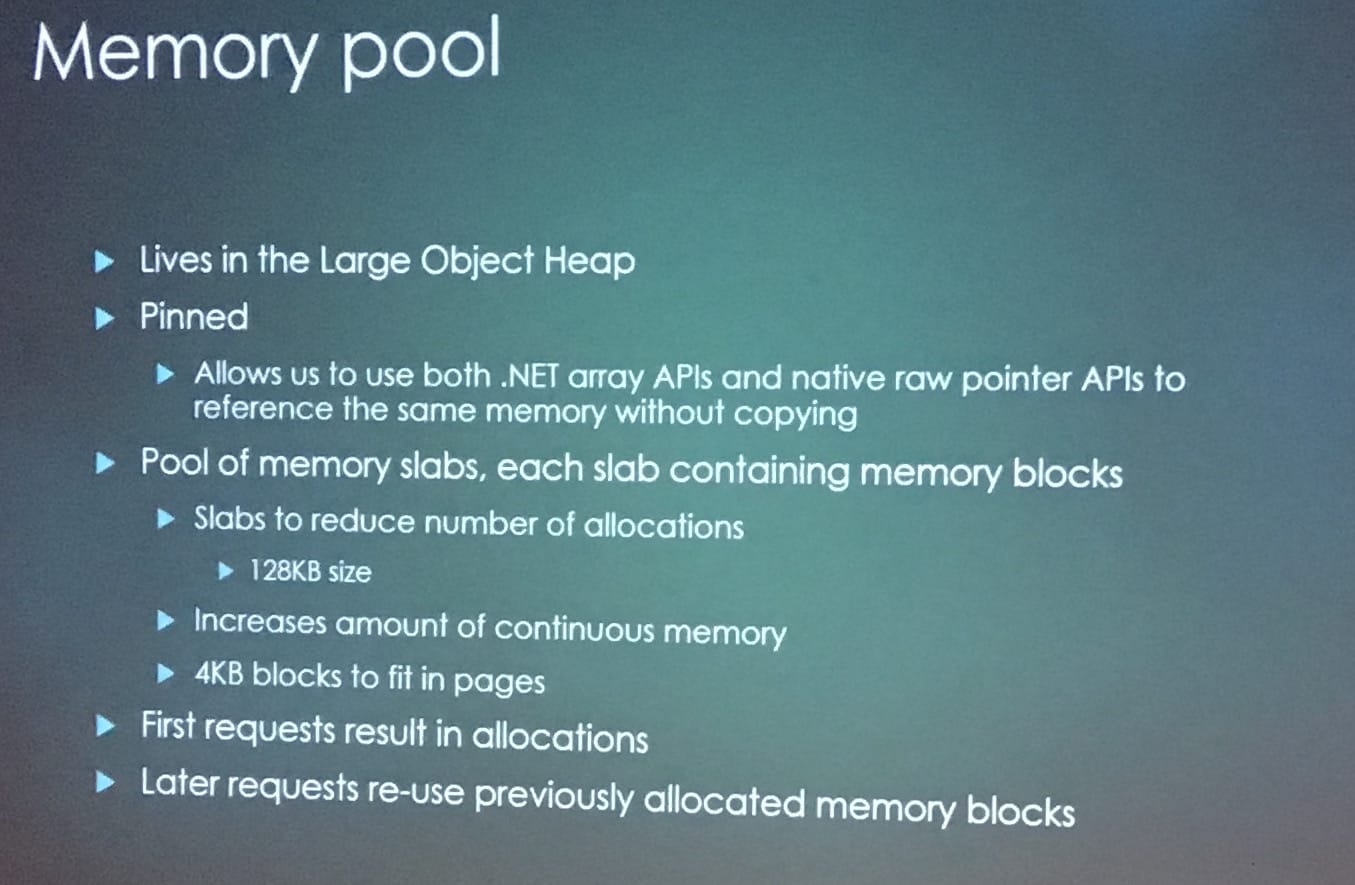 Memory pool
Lives in the Large Object Heap
Pinned
Allows us to use both .NET array APIs and native raw pointer APIs to
reference the same memory without copying
Pool of memory slabs, each slab containing memory blocks
Slabs to reduce number of allocations
128KB size
Increases amount of continuous memory
4KB blocks to fit in pages
First requests result in allocations
Later requests re-use previously allocated memory blocks